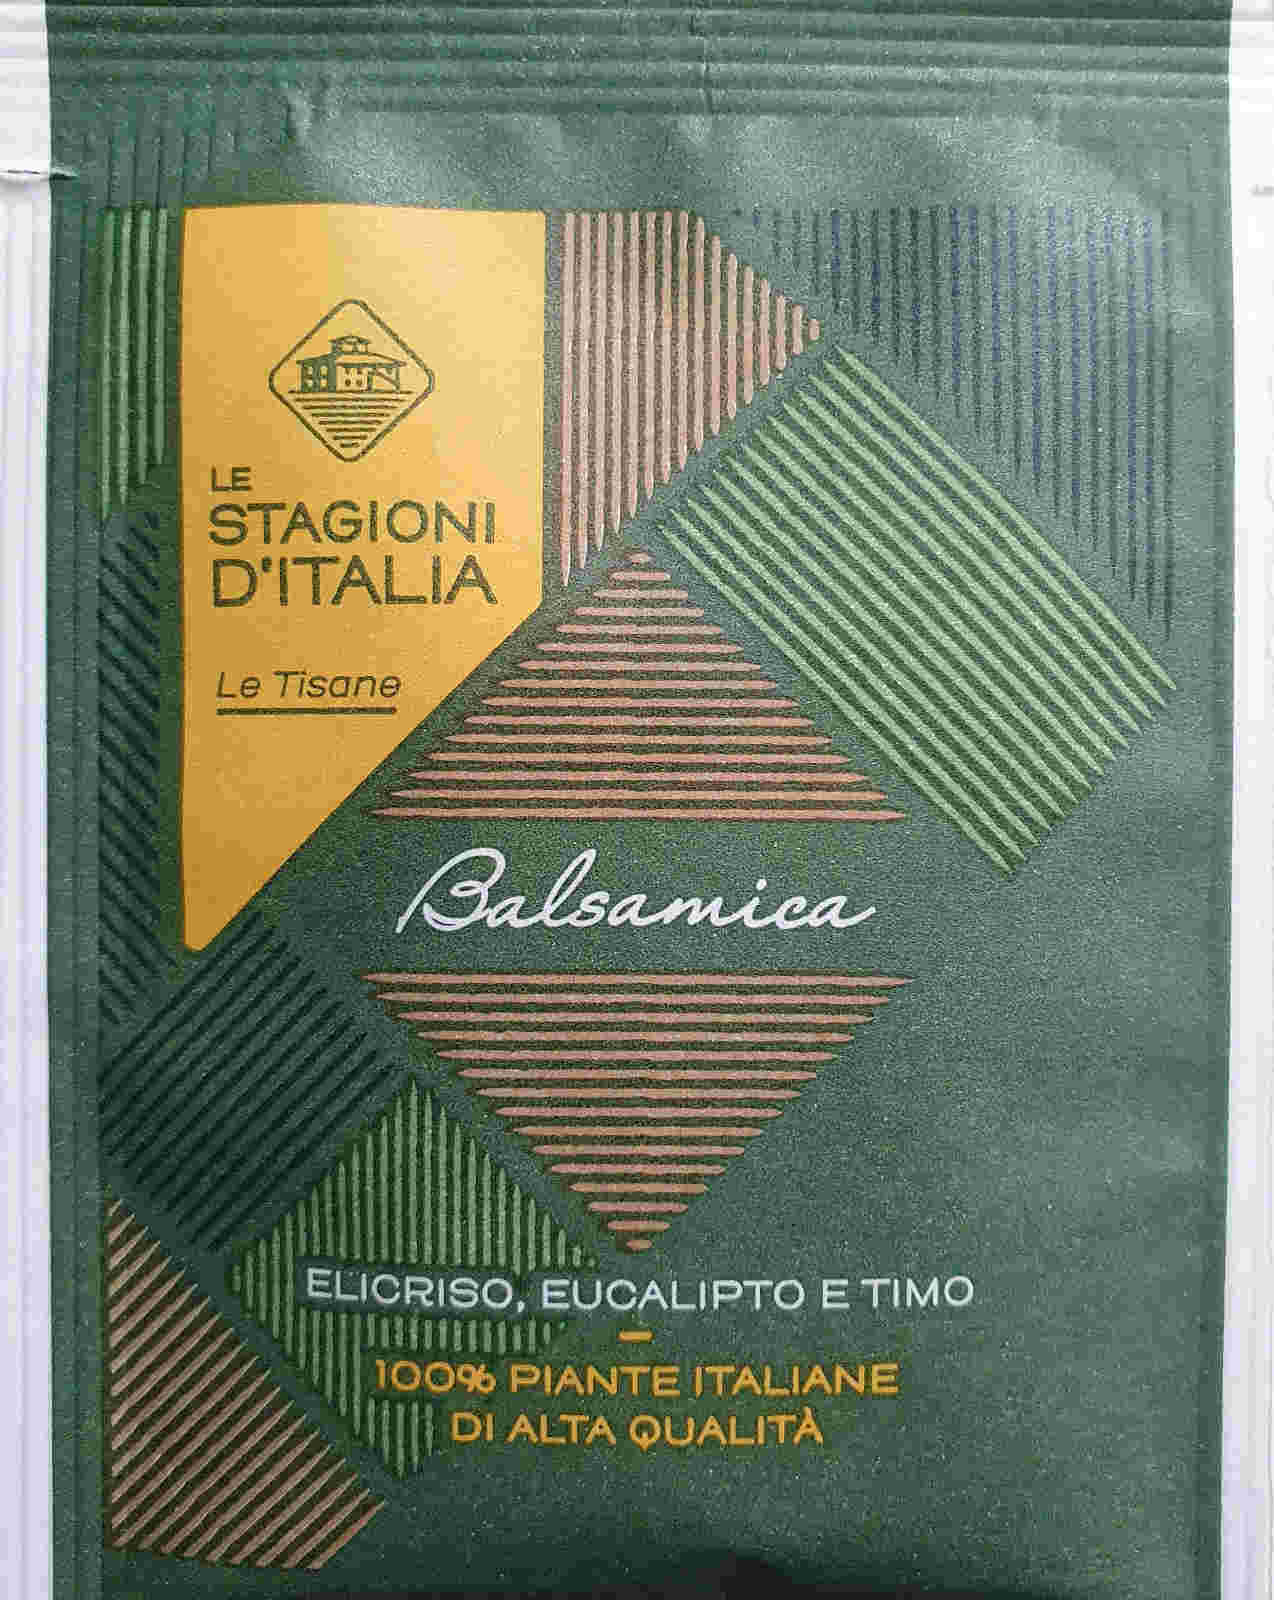 LE
STAGIONI
D'ITALIA
Le Tisane
Balsamica
ELICRISO, EUCALIPTO E TIMO
100% PIANTE ITALIANE
DI ALTA QUALITÀ